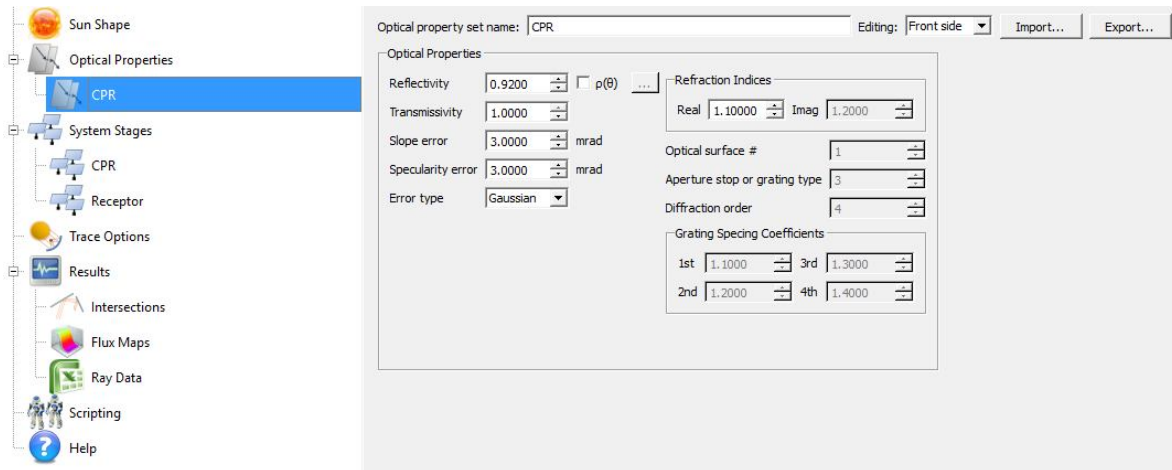 Sun Shape
Optical Properties
CPR
System Stages
CPR
Receptor
Trace Options
Results
Intersections
Flux Maps
Ray Data
Scripting
Help
Optical property set name: CPR Editing: Front side Import... Export...
Optical Properties
Reflectivity 0.9200 ρ(θ) ...
Transmissivity 1.0000
Slope error 3.0000 mrad
Specularity error 3.0000 mrad
Error type Gaussian
Refraction Indices
Real 1.10000 Imag 1.2000
Optical surface # 1
Aperture stop or grating type 3
Diffraction order 4
Grating Specing Coefficients
1st 1.1000 3rd 1.3000
2nd 1.2000 4th 1.4000